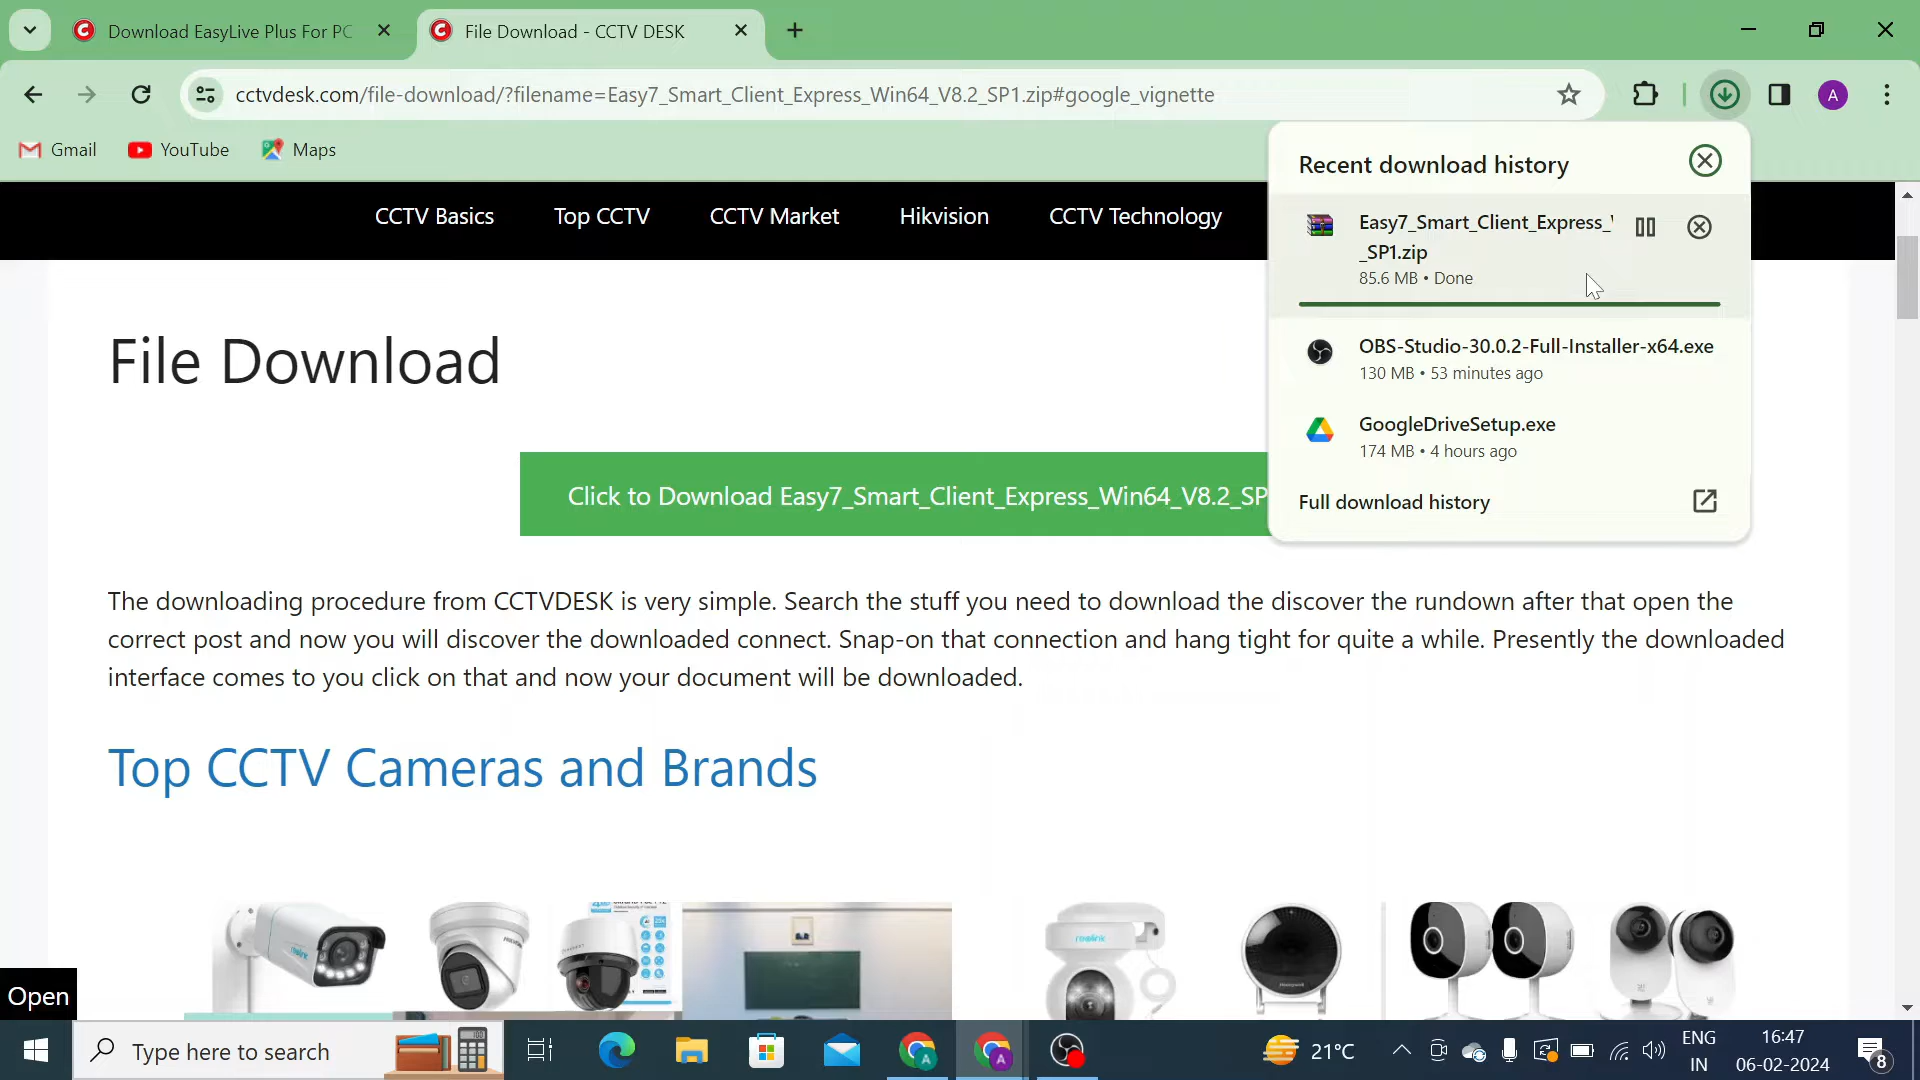 Download EasyLive Plus For PC
File Download - CCTV DESK
cctvdesk.com/file-download/?filename=Easy7_Smart_Client_Express_Win64_V8.2_SP1.zip#google_vignette
A
Gmail
YouTube
Maps
CCTV Basics
Top CCTV
CCTV Market
Hikvision
CCTV Technology
Recent download history
Easy7_Smart_Client_Express_
_SP1.zip
85.6 MB • Done
OBS-Studio-30.0.2-Full-Installer-x64.exe
130 MB • 53 minutes ago
GoogleDriveSetup.exe
174 MB • 4 hours ago
Full download history
File Download
Click to Download Easy7_Smart_Client_Express_Win64_V8.2_SP
The downloading procedure from CCTVDESK is very simple. Search the stuff you need to download the discover the rundown after that open the
correct post and now you will discover the downloaded connect. Snap-on that connection and hang tight for quite a while. Presently the downloaded
interface comes to you click on that and now your document will be downloaded.
Top CCTV Cameras and Brands
reolink
reolink
Open
Type here to search
A
A
21°C
ENG
IN
16:47
06-02-2024
8